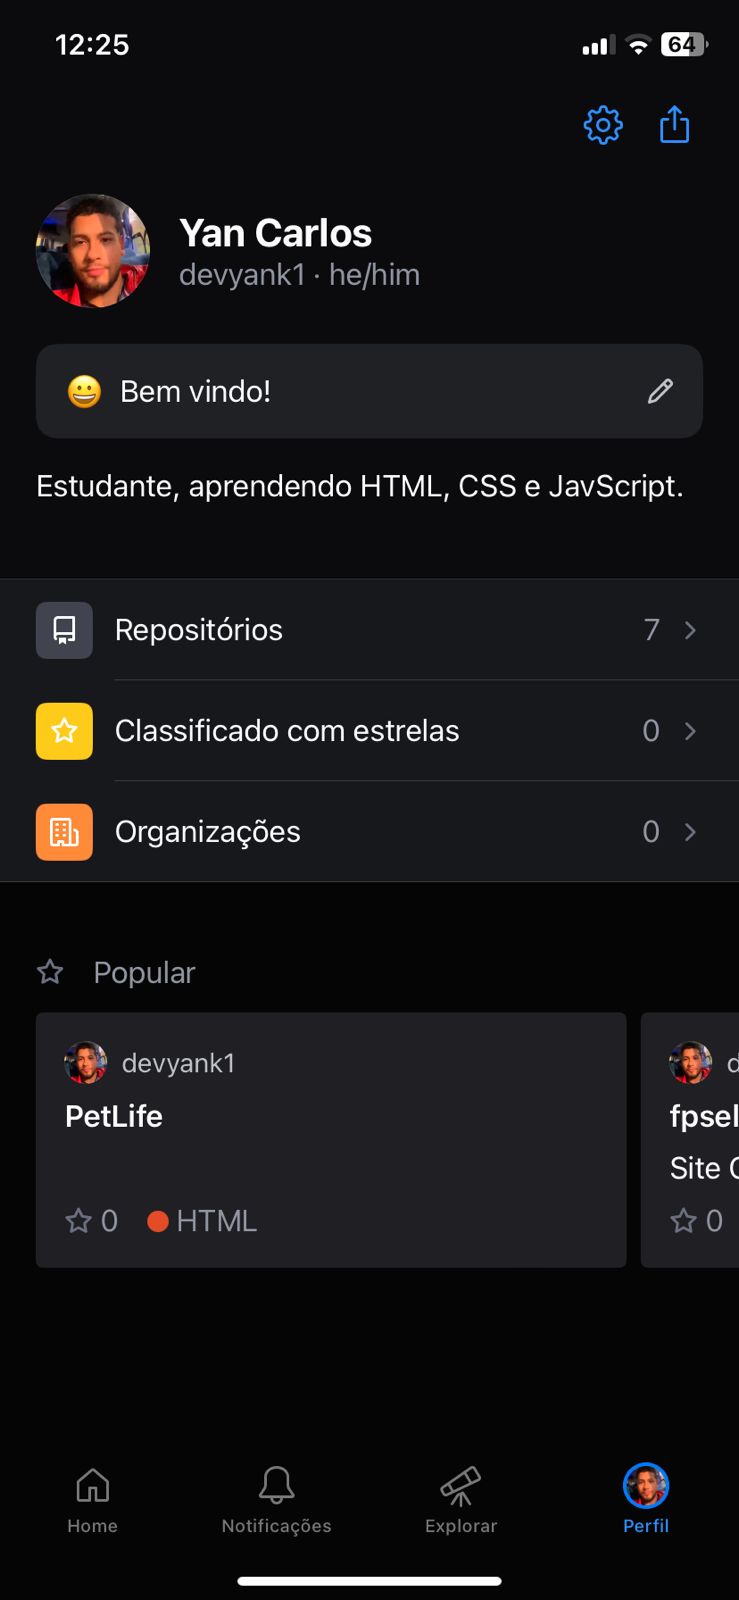 12:25
64
Yan Carlos
devyank1 · he/him
😀 Bem vindo!
Estudante, aprendendo HTML, CSS e JavScript.
Repositórios 7
Classificado com estrelas 0
Organizações 0
Popular
devyank1
PetLife
0 HTML
d
fpsel
Site
0
Home Notificações Explorar Perfil